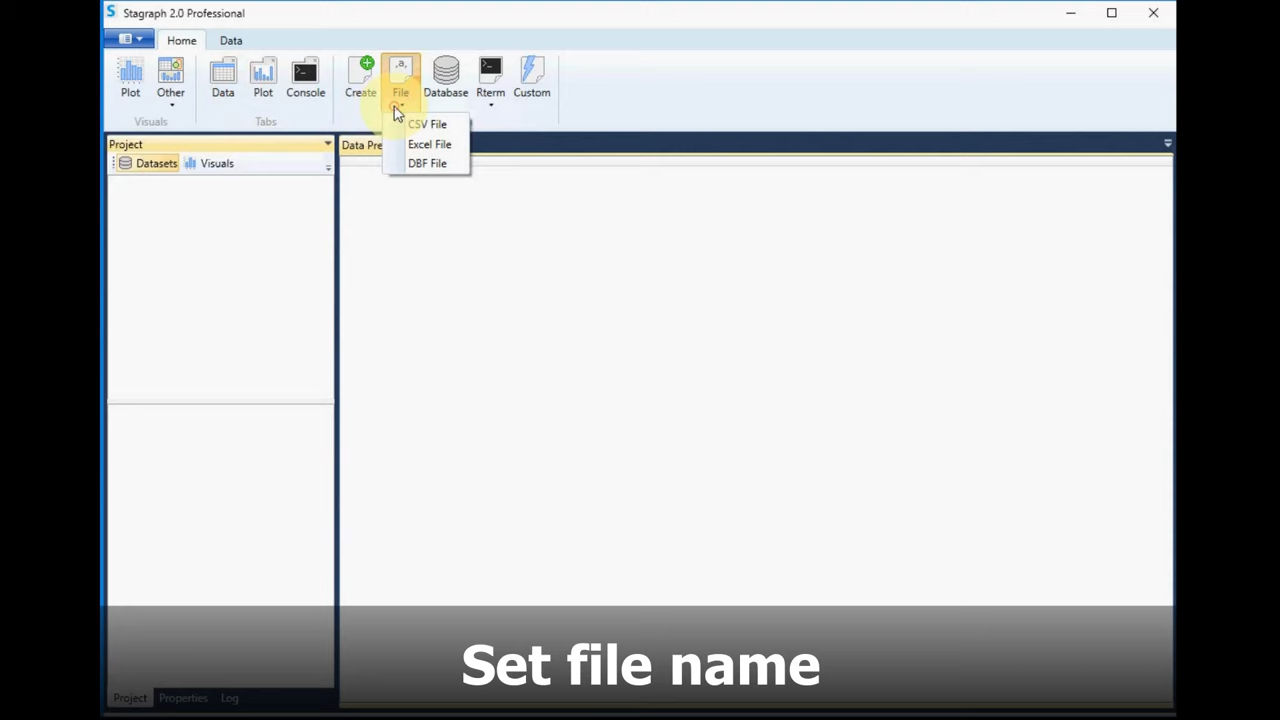 Stagraph 2.0 Professional
Home Data
Plot Other Data Plot Console Create File Database Rterm Custom
Visuals Tabs
CSV File
Excel File
DBF File
Project
Data Pre
Datasets Visuals
Set file name
Project Properties Log